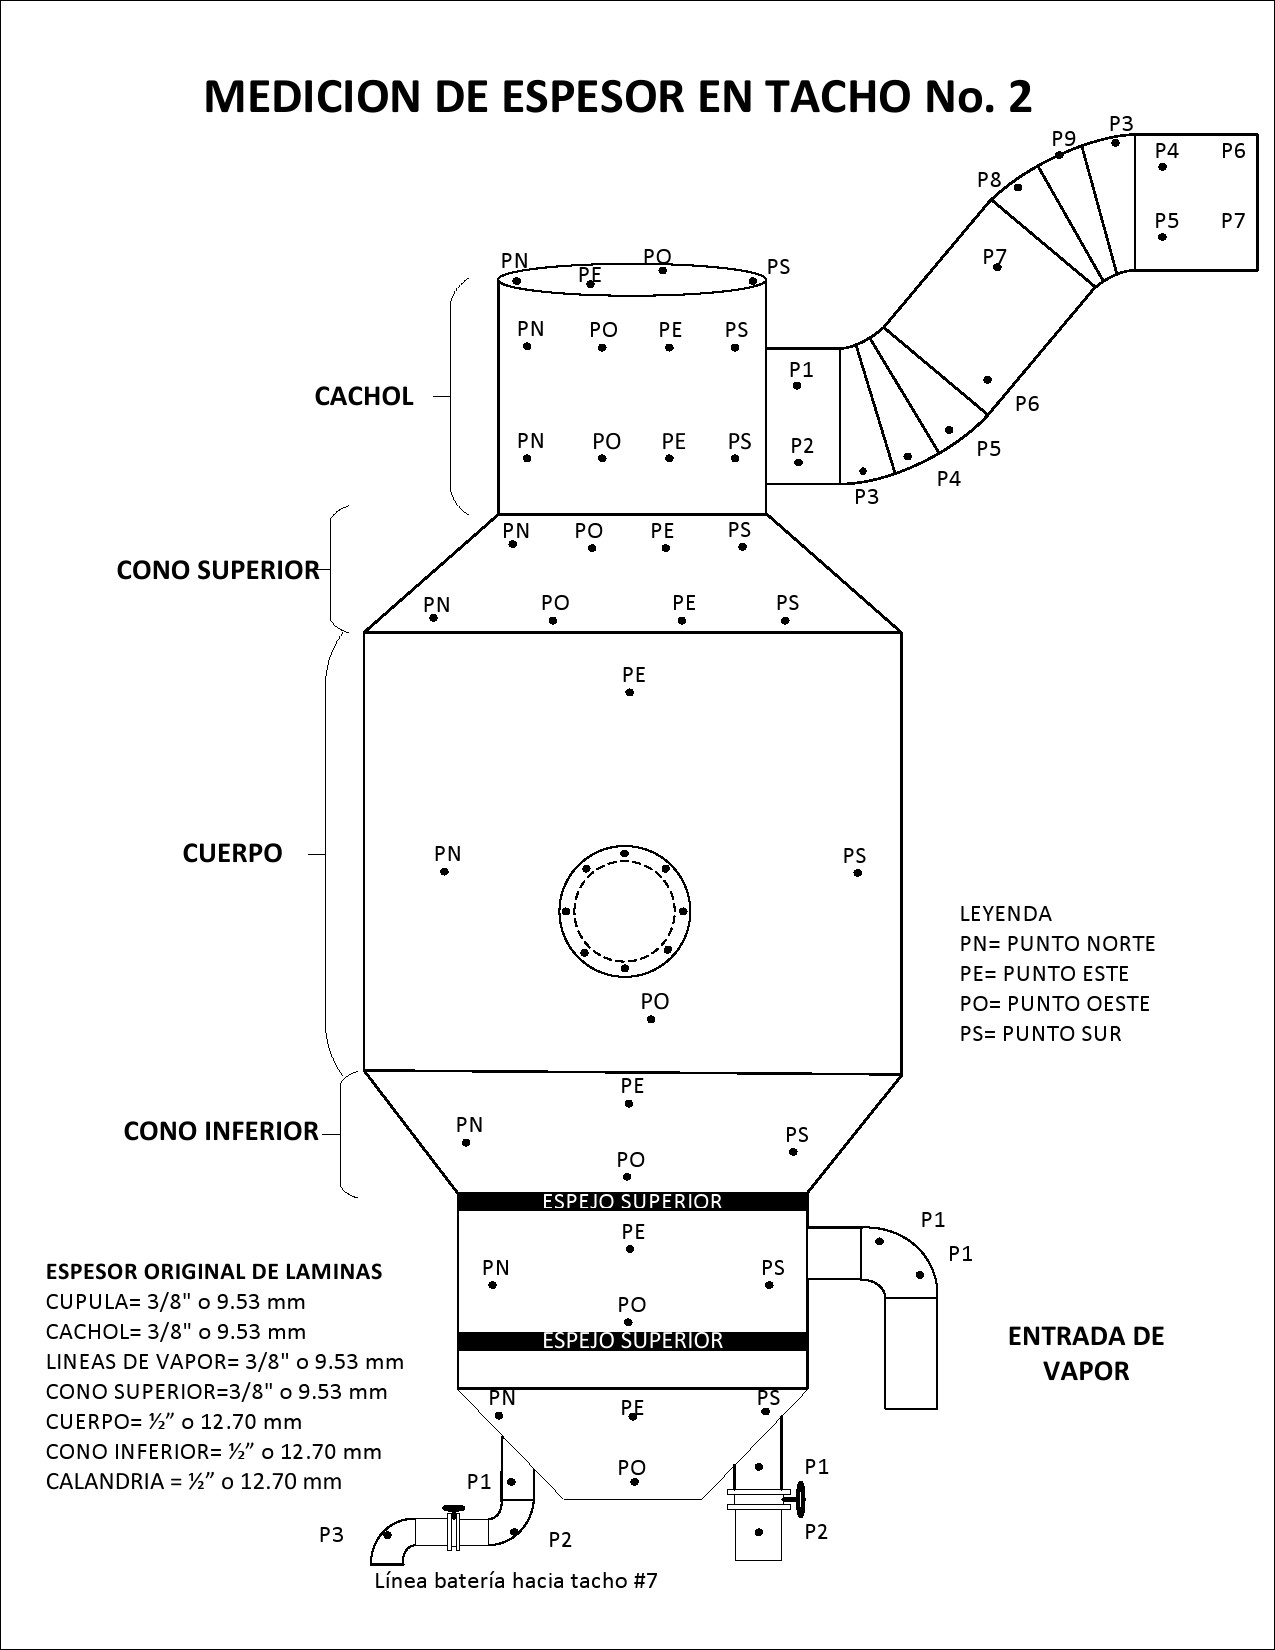 MEDICION DE ESPESOR EN TACHO No. 2
P3
P9
P4 P6
P8
P5 P7
P7
PN PE PO PS
PN PO PE PS
P1
CACHOL
P6
PN PO PE PS
P2
P5
P4
P3
PN PO PE PS
CONO SUPERIOR
PN PO PE PS
PE
CUERPO
PN PS
PO
LEYENDA
PN= PUNTO NORTE
PE= PUNTO ESTE
PO= PUNTO OESTE
PS= PUNTO SUR
PE
CONO INFERIOR
PN PS
PO
ESPEJO SUPERIOR
PE
PN PS
PO
ESPEJO SUPERIOR
P1
P1
ENTRADA DE
VAPOR
ESPESOR ORIGINAL DE LAMINAS
CUPULA= 3/8" o 9.53 mm
CACHOL= 3/8" o 9.53 mm
LINEAS DE VAPOR= 3/8" o 9.53 mm
CONO SUPERIOR=3/8" o 9.53 mm
CUERPO= ½” o 12.70 mm
CONO INFERIOR= ½” o 12.70 mm
CALANDRIA = ½” o 12.70 mm
PN PE PS
PO
P1 P1
P3 P2 P2
Línea batería hacia tacho #7